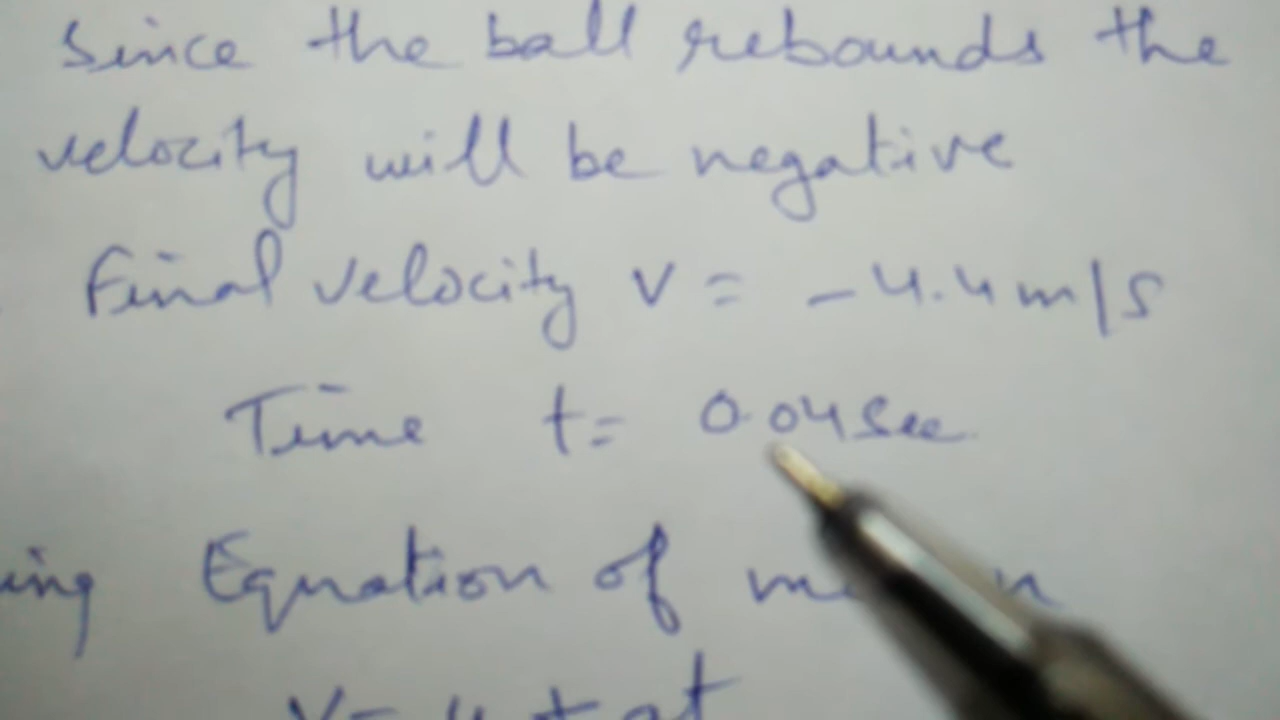 Since the ball rebounds the
velocity will be negative
Final velocity v = -4.4 m/s
Time t = 0.04 sec
Equation of
v = u + at